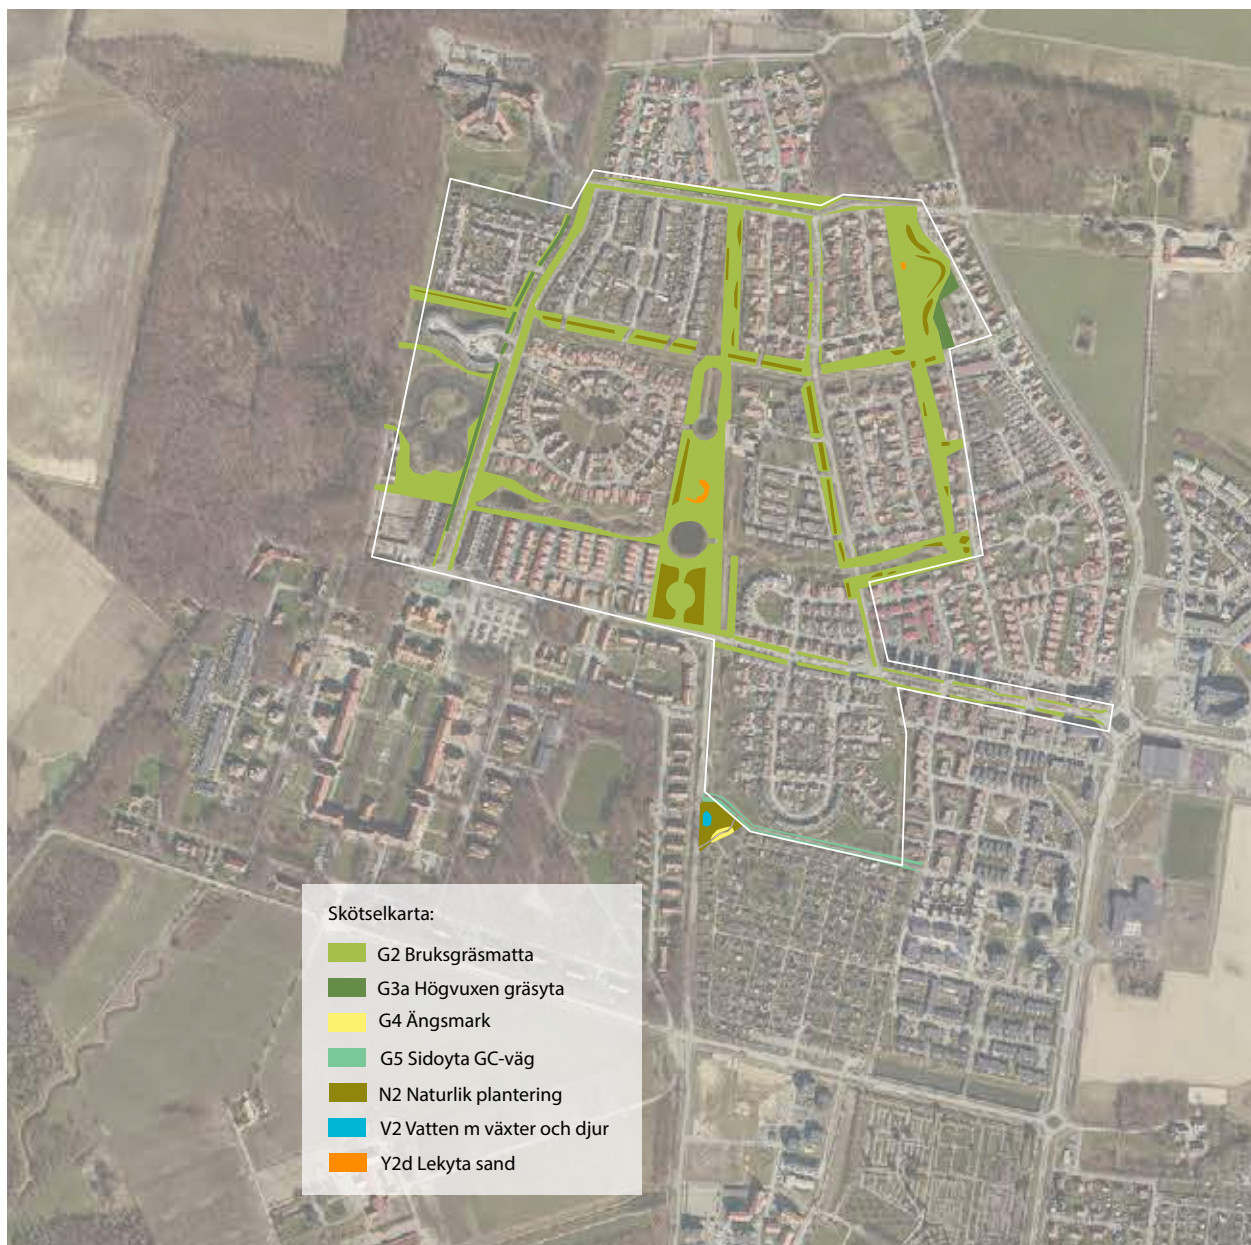 Skötselkarta:
G2 Bruksgräsmatta
G3a Högvuxen gräsyta
G4 Ängsmark
G5 Sidoyta GC-väg
N2 Naturlik plantering
V2 Vatten m växter och djur
Y2d Lekyta sand